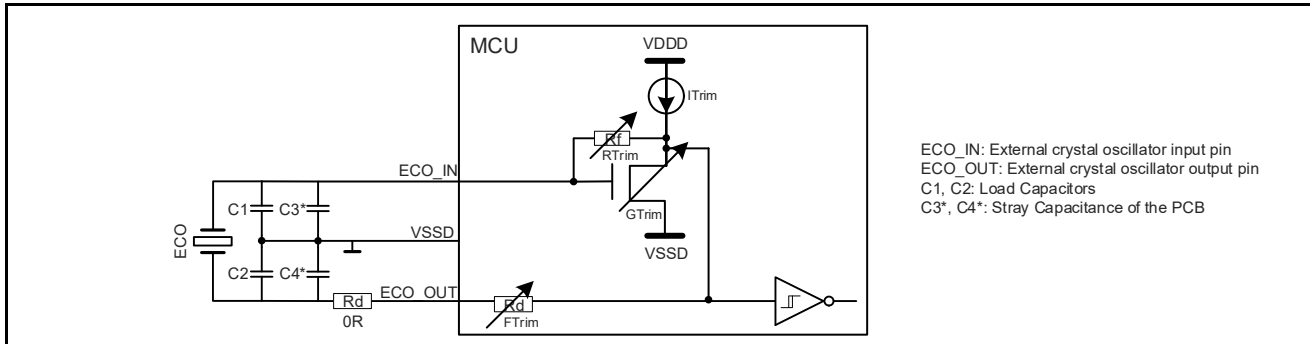 MCU
VDDD
ITrim
Rf
RTrim
GTrim
VSSD
ECO_IN
C1
C3*
VSSD
ECO
C2
C4*
ECO_OUT
Rd
0R
Rd
FTrim
ECO_IN: External crystal oscillator input pin
ECO_OUT: External crystal oscillator output pin
C1, C2: Load Capacitors
C3*, C4*: Stray Capacitance of the PCB